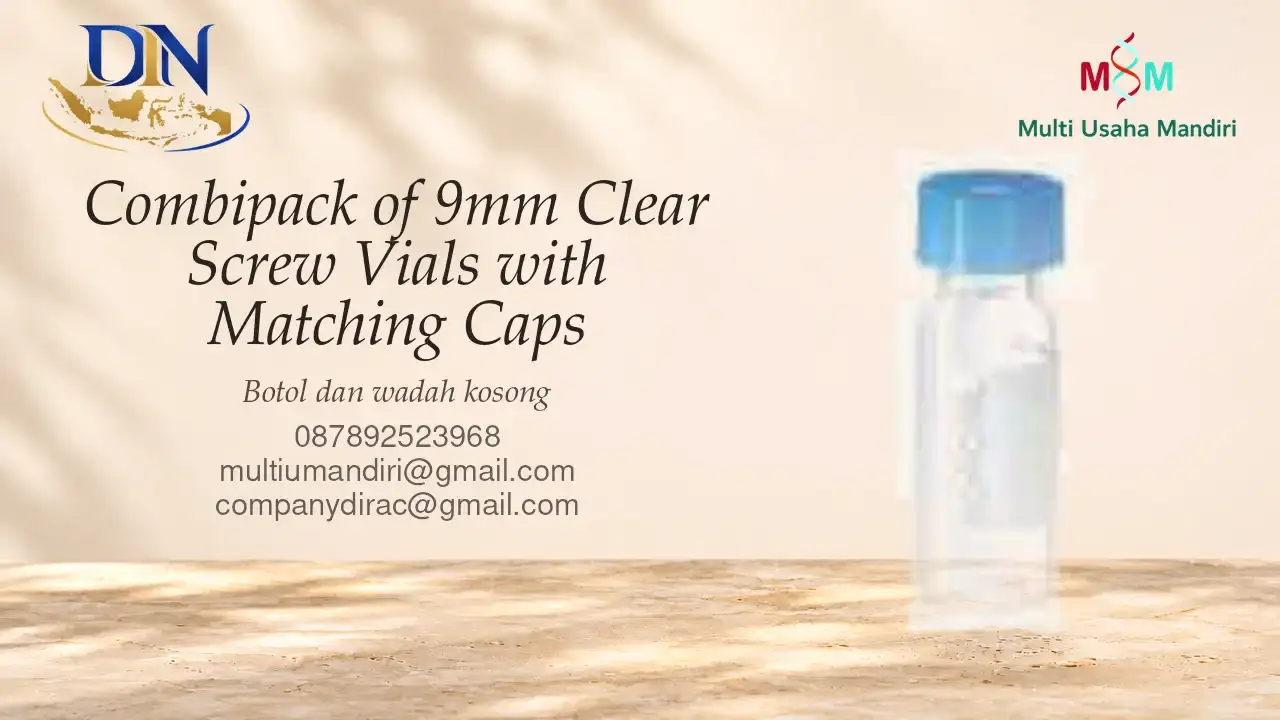 DN
M M
Multi Usaha Mandiri
Combipack of 9mm Clear
Screw Vials with
Matching Caps
Botol dan wadah kosong
087892523968
multiumandiri@gmail.com
companydirac@gmail.com